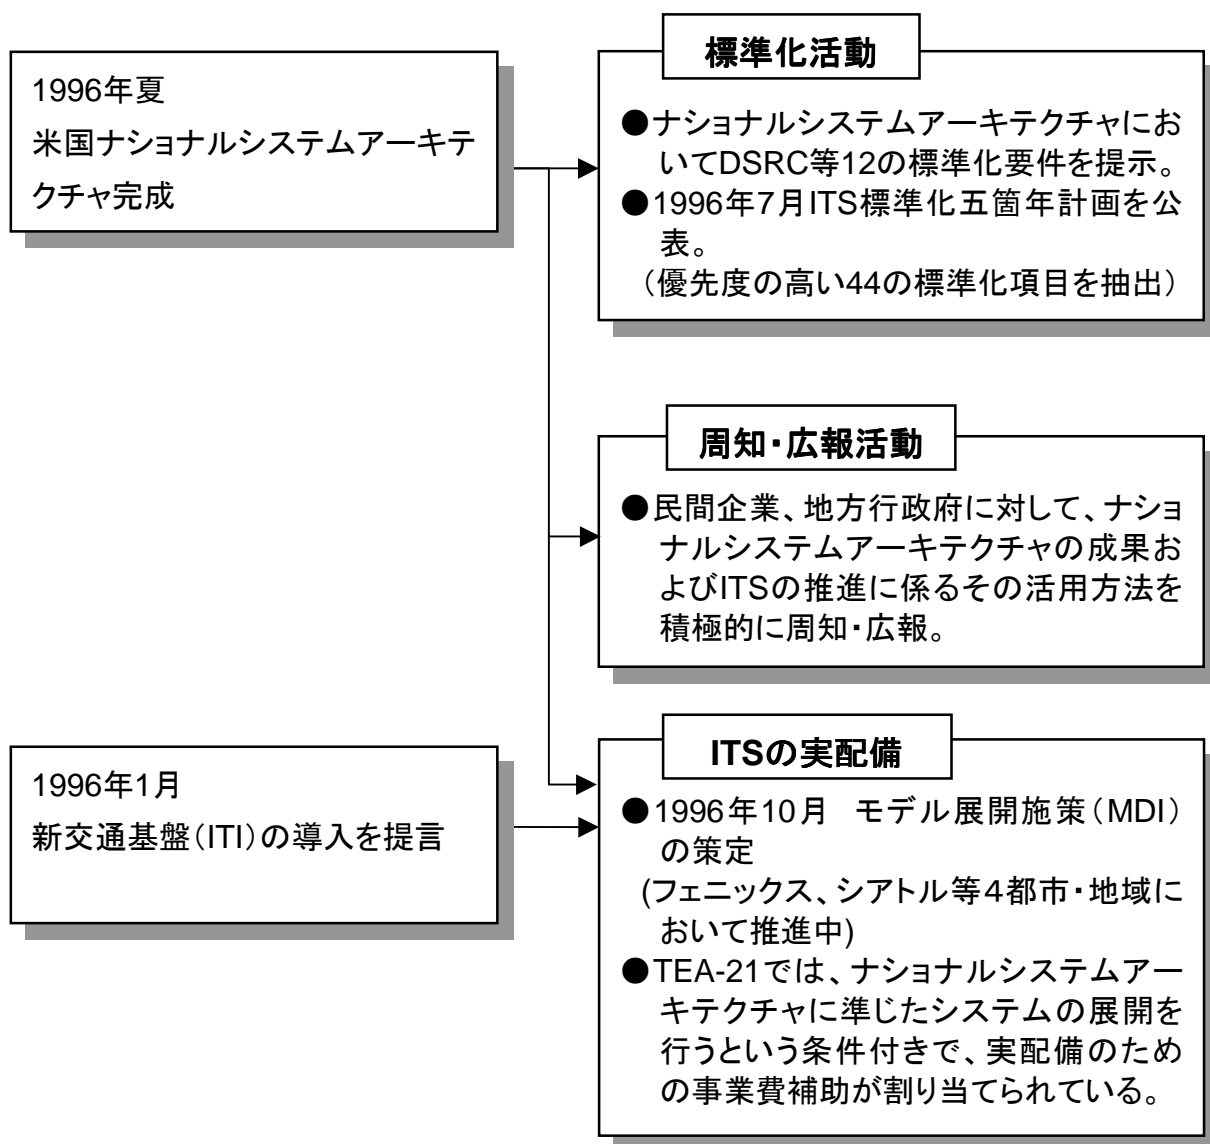 1996年夏
米国ナショナルシステムアーキテ
クチャ完成
標準化活動
●ナショナルシステムアーキテクチャにお
いてDSRC等12の標準化要件を提示。
●1996年7月ITS標準化五箇年計画を公
表。
（優先度の高い44の標準化項目を抽出）
周知・広報活動
●民間企業、地方行政府に対して、ナショ
ナルシステムアーキテクチャの成果お
よびITSの推進に係るその活用方法を
積極的に周知・広報。
1996年1月
新交通基盤（ITI）の導入を提言
ITSの実配備
●1996年10月　モデル展開施策（MDI）
の策定
(フェニックス、シアトル等４都市・地域に
おいて推進中)
●TEA-21では、ナショナルシステムアー
キテクチャに準じたシステムの展開を
行うという条件付きで、実配備のため
の事業費補助が割り当てられている。